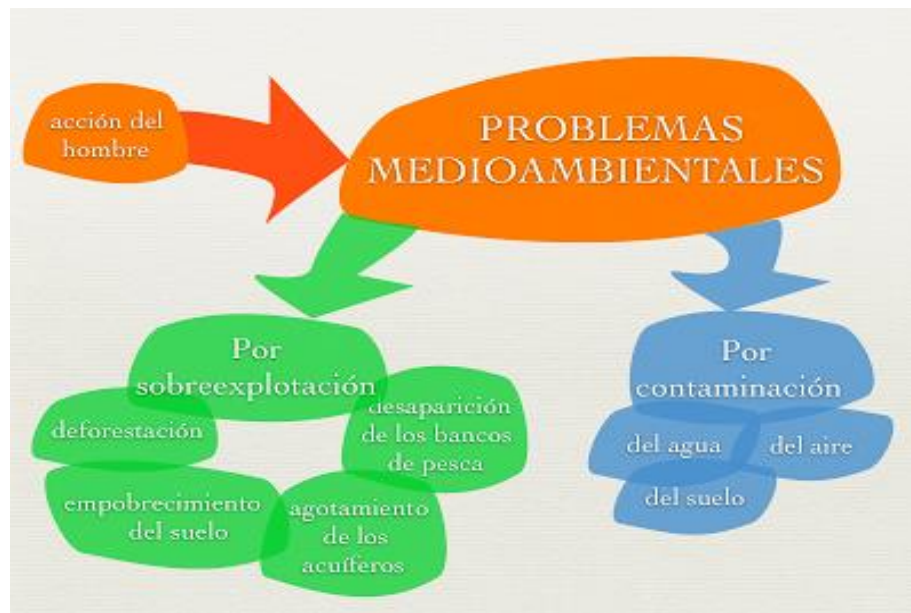 acción del
hombre
PROBLEMAS
MEDIOAMBIENTALES
Por
sobreexplotación
deforestación
desaparición
de los bancos
de pesca
empobrecimiento
del suelo
agotamiento
de los
acuíferos
Por
contaminación
del agua
del aire
del suelo